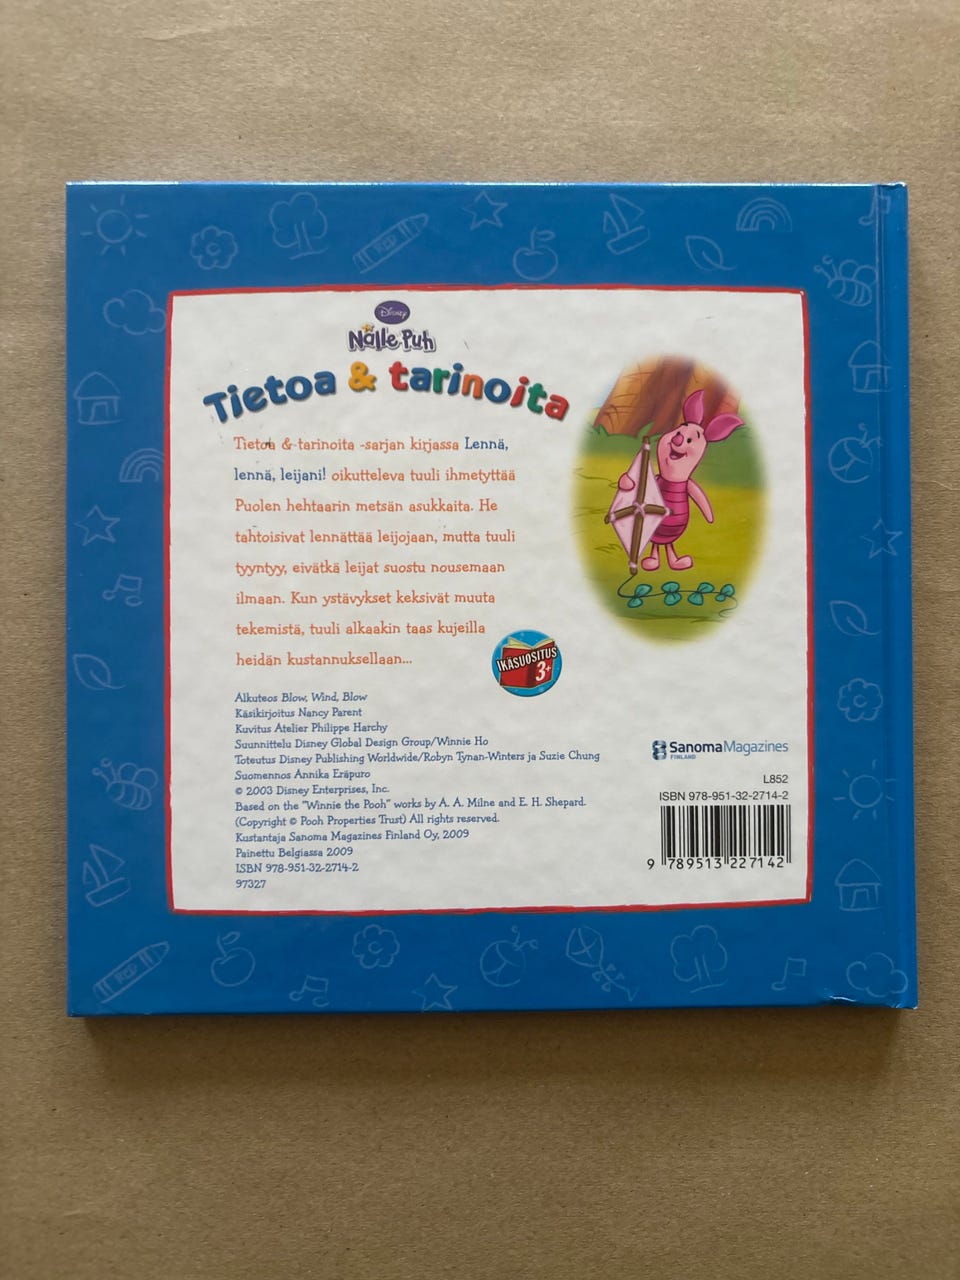 Disney
Nalle Puh
Tietoa & tarinoita
Tietoa & tarinoita -sarjan kirjassa Lennä,
lennä, leijani! oikutteleva tuuli ihmetyttää
Puolen hehtaarin metsän asukkaita. He
tahtoisivat lennättää leijojaan, mutta tuuli
tyyntyy, eivätkä leijat suostu nousemaan
ilmaan. Kun ystävykset keksivät muuta
tekemistä, tuuli alkaakin taas kujeilla
heidän kustannuksellaan...
IKÄSUOSITUS
3+
Alkuteos Blow, Wind, Blow
Käsikirjoitus Nancy Parent
Kuvitus Atelier Philippe Harchy
Suunnittelu Disney Global Design Group/Winnie Ho
Toteutus Disney Publishing Worldwide/Robyn Tynan-Winters ja Suzie Chung
Suomennos Annika Eräpuro
© 2003 Disney Enterprises, Inc.
Based on the "Winnie the Pooh" works by A. A. Milne and E. H. Shepard.
(Copyright © Pooh Properties Trust) All rights reserved.
Kustantaja Sanoma Magazines Finland Oy, 2009
Painettu Belgiassa 2009
ISBN 978-951-32-2714-2
97327
SanomaMagazines
FINLAND
L852
ISBN 978-951-32-2714-2
9 789513 227142
RED
RED